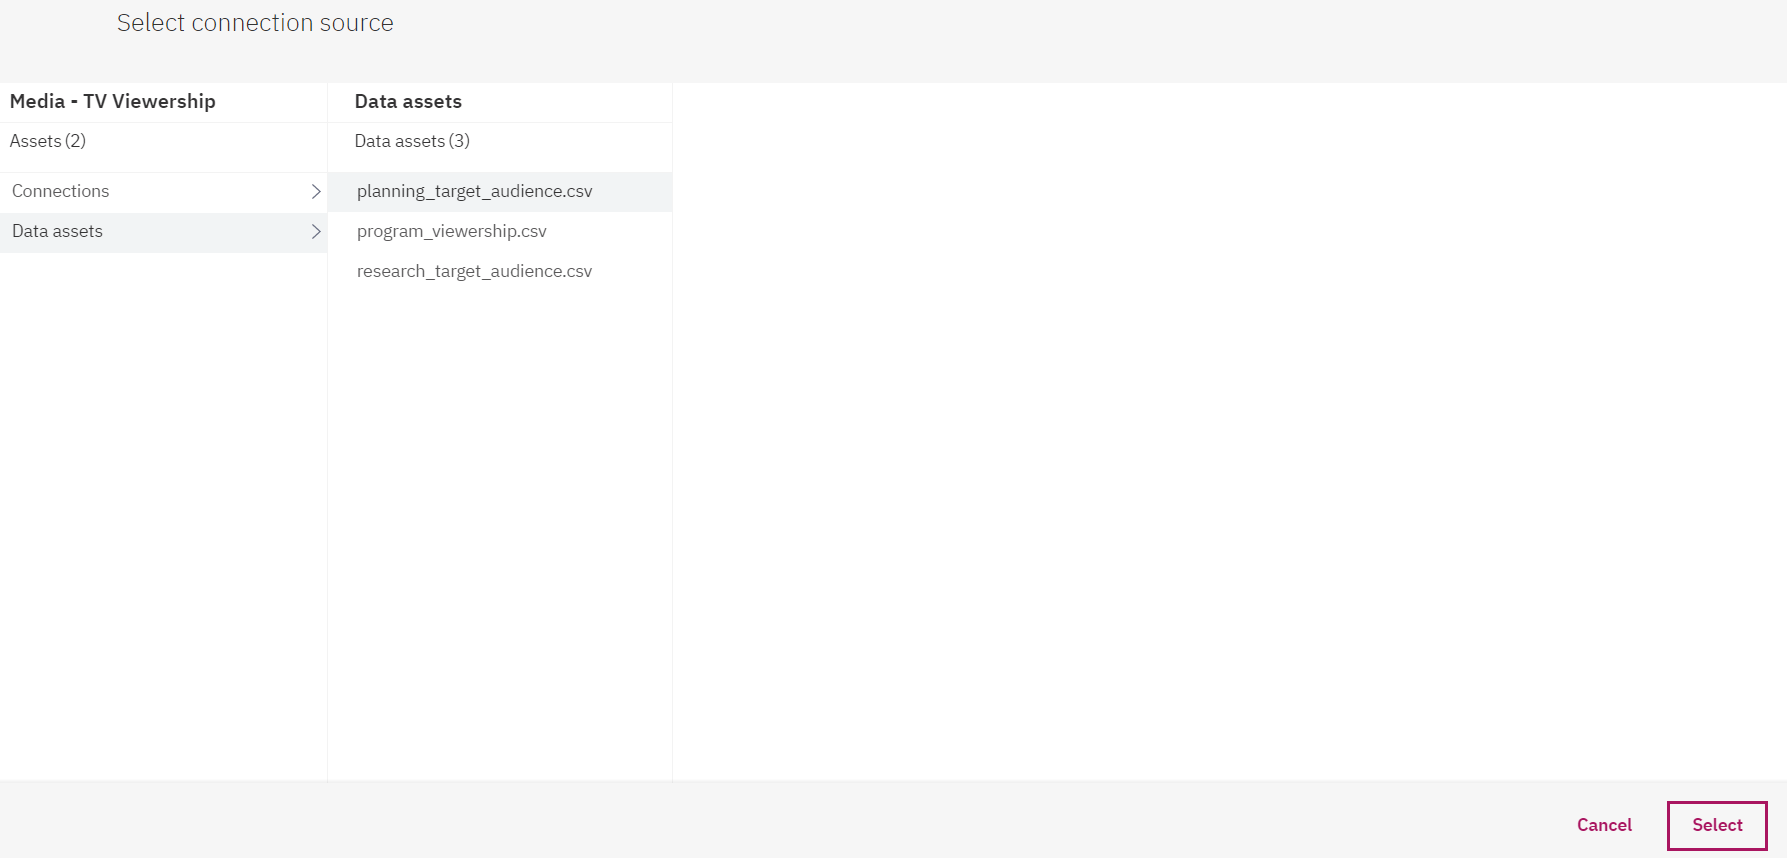 Select connection source
Media - TV Viewership
Assets (2)
Connections
Data assets
Data assets
Data assets (3)
planning_target_audience.csv
program_viewership.csv
research_target_audience.csv
Cancel
Select